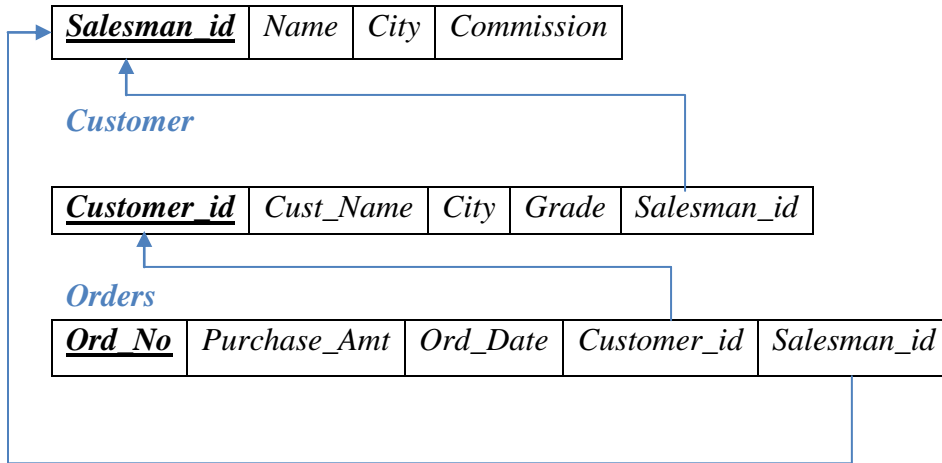 Salesman_id Name City Commission
Customer
Customer_id Cust_Name City Grade Salesman_id
Orders
Ord_No Purchase_Amt Ord_Date Customer_id Salesman_id